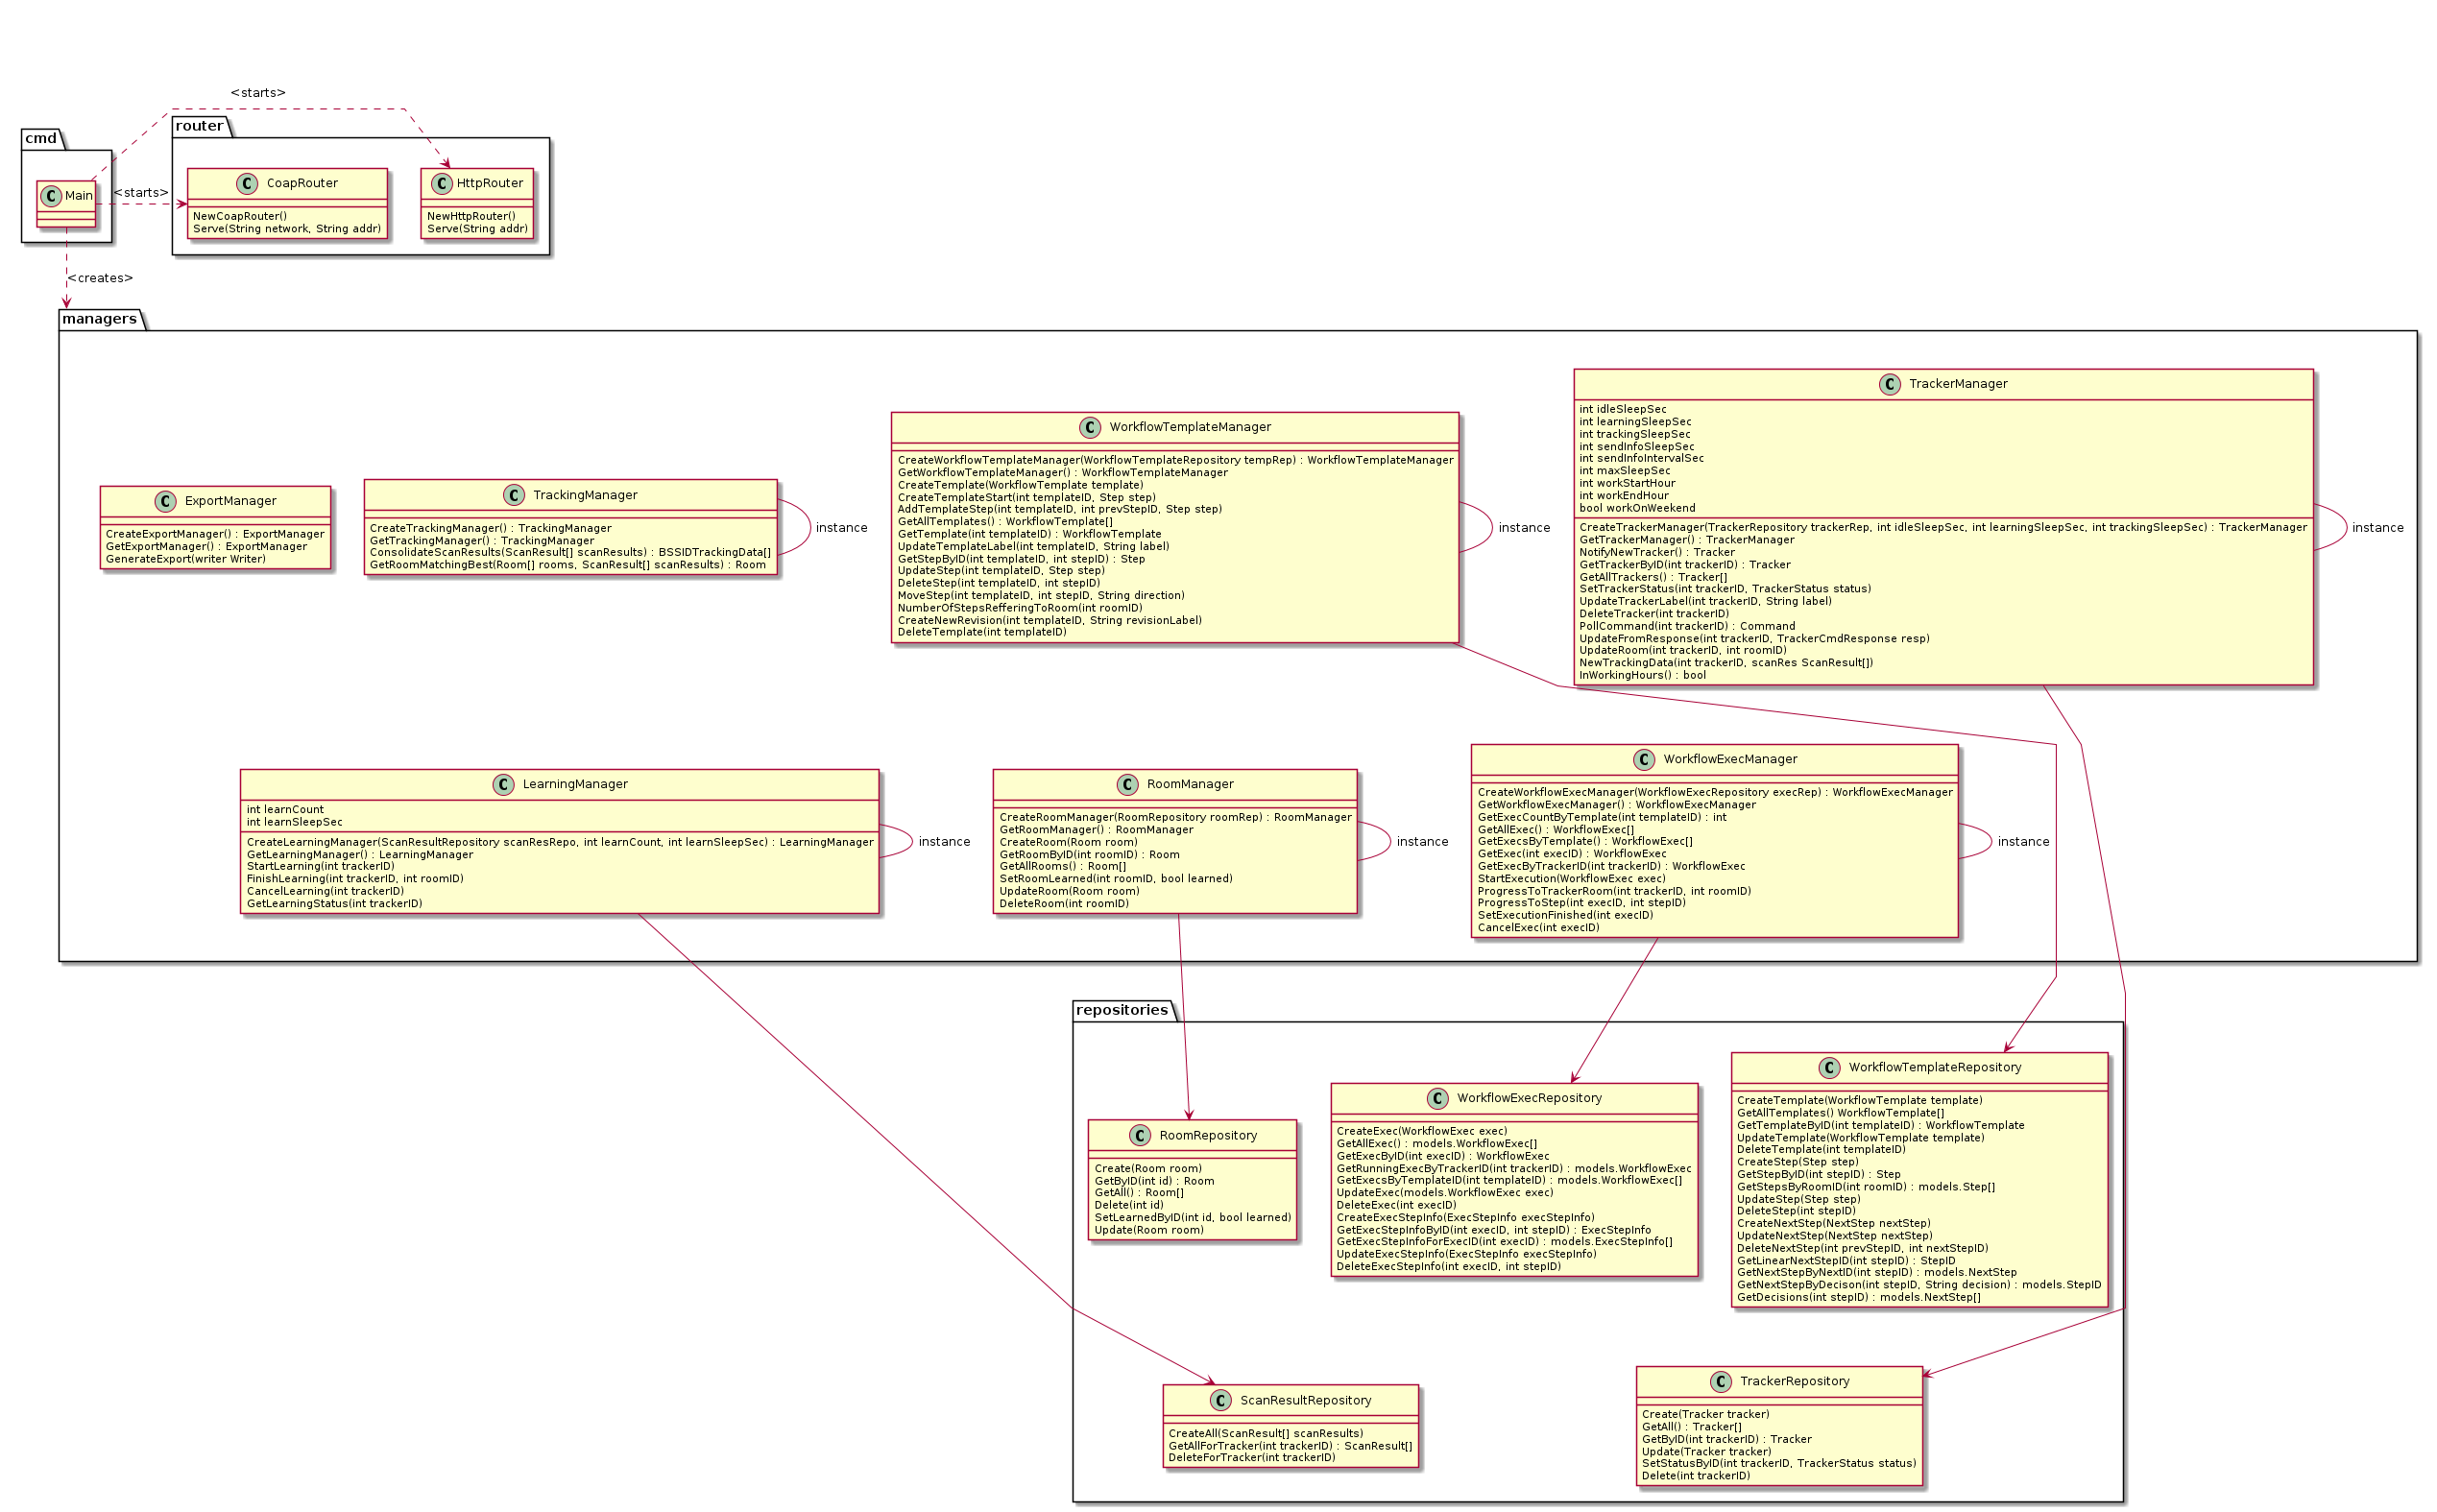 <starts>
cmd
router
C Main
<starts>
C CoapRouter
NewCoapRouter()
Serve(String network, String addr)
C HttpRouter
NewHttpRouter()
Serve(String addr)
<creates>
managers
C ExportManager
CreateExportManager() : ExportManager
GetExportManager() : ExportManager
GenerateExport(writer Writer)
C TrackingManager
CreateTrackingManager() : TrackingManager
GetTrackingManager() : TrackingManager
ConsolidateScanResults(ScanResult[] scanResults) : BSSIDTrackingData[]
GetRoomMatchingBest(Room[] rooms, ScanResult[] scanResults) : Room
instance
C WorkflowTemplateManager
CreateWorkflowTemplateManager(WorkflowTemplateRepository tempRep) : WorkflowTemplateManager
GetWorkflowTemplateManager() : WorkflowTemplateManager
CreateTemplate(WorkflowTemplate template)
CreateTemplateStart(int templateID, Step step)
AddTemplateStep(int templateID, int prevStepID, Step step)
GetAllTemplates() : WorkflowTemplate[]
GetTemplate(int templateID) : WorkflowTemplate
UpdateTemplateLabel(int templateID, String label)
GetStepByID(int templateID, int stepID) : Step
UpdateStep(int templateID, Step step)
DeleteStep(int templateID, int stepID)
MoveStep(int templateID, int stepID, String direction)
NumberOfStepsRefferingToRoom(int roomID)
CreateNewRevision(int templateID, String revisionLabel)
DeleteTemplate(int templateID)
instance
C TrackerManager
int idleSleepSec
int learningSleepSec
int trackingSleepSec
int sendInfoSleepSec
int sendInfoIntervalSec
int maxSleepSec
int workStartHour
int workEndHour
bool workOnWeekend
CreateTrackerManager(TrackerRepository trackerRep, int idleSleepSec, int learningSleepSec, int trackingSleepSec) : TrackerManager
GetTrackerManager() : TrackerManager
NotifyNewTracker() : Tracker
GetTrackerByID(int trackerID) : Tracker
GetAllTrackers() : Tracker[]
SetTrackerStatus(int trackerID, TrackerStatus status)
UpdateTrackerLabel(int trackerID, String label)
DeleteTracker(int trackerID)
PollCommand(int trackerID) : Command
UpdateFromResponse(int trackerID, TrackerCmdResponse resp)
UpdateRoom(int trackerID, int roomID)
NewTrackingData(int trackerID, scanRes ScanResult[])
InWorkingHours() : bool
instance
C LearningManager
int learnCount
int learnSleepSec
CreateLearningManager(ScanResultRepository scanResRepo, int learnCount, int learnSleepSec) : LearningManager
GetLearningManager() : LearningManager
StartLearning(int trackerID)
FinishLearning(int trackerID, int roomID)
CancelLearning(int trackerID)
GetLearningStatus(int trackerID)
instance
C RoomManager
CreateRoomManager(RoomRepository roomRep) : RoomManager
GetRoomManager() : RoomManager
CreateRoom(Room room)
GetRoomByID(int roomID) : Room
GetAllRooms() : Room[]
SetRoomLearned(int roomID, bool learned)
UpdateRoom(Room room)
DeleteRoom(int roomID)
instance
C WorkflowExecManager
CreateWorkflowExecManager(WorkflowExecRepository execRep) : WorkflowExecManager
GetWorkflowExecManager() : WorkflowExecManager
GetExecCountByTemplate(int templateID) : int
GetAllExec() : WorkflowExec[]
GetExecsByTemplate() : WorkflowExec[]
GetExec(int execID) : WorkflowExec
GetExecByTrackerID(int trackerID) : WorkflowExec
StartExecution(WorkflowExec exec)
ProgressToTrackerRoom(int trackerID, int roomID)
ProgressToStep(int execID, int stepID)
SetExecutionFinished(int execID)
CancelExec(int execID)
instance
repositories
C RoomRepository
Create(Room room)
GetByID(int id) : Room
GetAll() : Room[]
Delete(int id)
SetLearnedByID(int id, bool learned)
Update(Room room)
C WorkflowExecRepository
CreateExec(WorkflowExec exec)
GetAllExec() : models.WorkflowExec[]
GetExecByID(int execID) : WorkflowExec
GetRunningExecByTrackerID(int trackerID) : models.WorkflowExec
GetExecsByTemplateID(int templateID) : models.WorkflowExec[]
UpdateExec(models.WorkflowExec exec)
DeleteExec(int execID)
CreateExecStepInfo(ExecStepInfo execStepInfo)
GetExecStepInfoByID(int execID, int stepID) : ExecStepInfo
GetExecStepInfoForExecID(int execID) : models.ExecStepInfo[]
UpdateExecStepInfo(ExecStepInfo execStepInfo)
DeleteExecStepInfo(int execID, int stepID)
C WorkflowTemplateRepository
CreateTemplate(WorkflowTemplate template)
GetAllTemplates() WorkflowTemplate[]
GetTemplateByID(int templateID) : WorkflowTemplate
UpdateTemplate(WorkflowTemplate template)
DeleteTemplate(int templateID)
CreateStep(Step step)
GetStepByID(int stepID) : Step
GetStepsByRoomID(int roomID) : models.Step[]
UpdateStep(Step step)
DeleteStep(int stepID)
CreateNextStep(NextStep nextStep)
UpdateNextStep(NextStep nextStep)
DeleteNextStep(int prevStepID, int nextStepID)
GetLinearNextStepID(int stepID) : StepID
GetNextStepByNextID(int stepID) : models.NextStep
GetNextStepByDecison(int stepID, String decision) : models.StepID
GetDecisions(int stepID) : models.NextStep[]
C ScanResultRepository
CreateAll(ScanResult[] scanResults)
GetAllForTracker(int trackerID) : ScanResult[]
DeleteForTracker(int trackerID)
C TrackerRepository
Create(Tracker tracker)
GetAll() : Tracker[]
GetByID(int trackerID) : Tracker
Update(Tracker tracker)
SetStatusByID(int trackerID, TrackerStatus status)
Delete(int trackerID)